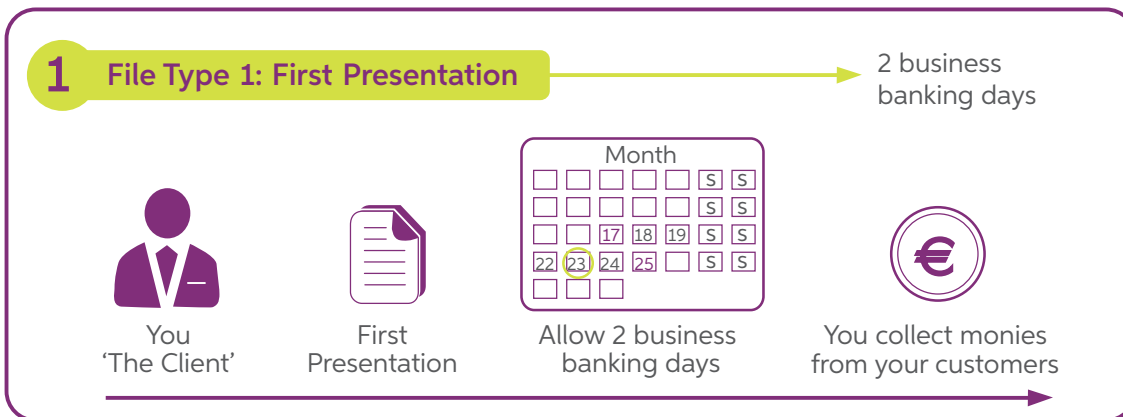 1 File Type 1: First Presentation
2 business
banking days
Month
S S
S S
17 18 19 S S
22 23 24 25 S S
€
You
‘The Client’
First
Presentation
Allow 2 business
banking days
You collect monies
from your customers